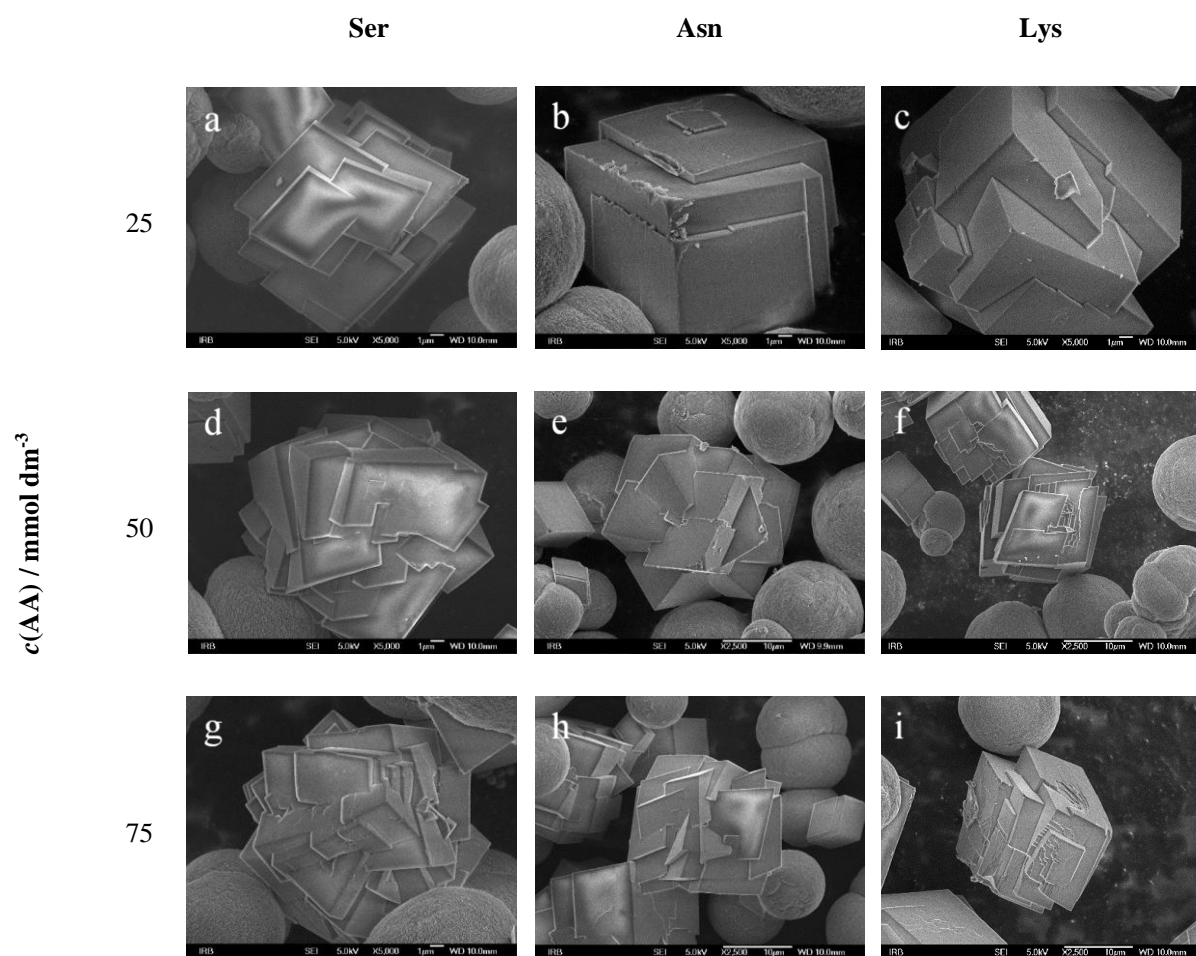 Ser Asn Lys
a b c
25
IRB SEI 5.0kV X5,000 1µm WD 10.0mm
IRB SEI 5.0kV X5,000 1µm WD 10.0mm
IRB SEI 5.0kV X5,000 1µm WD 10.0mm
c(AA) / mmol dm-3
d e f
50
IRB SEI 5.0kV X5,000 1µm WD 10.0mm
IRB SEI 5.0kV X2,500 10µm WD 9.9mm
IRB SEI 5.0kV X2,500 10µm WD 10.0mm
g h i
75
IRB SEI 5.0kV X5,000 1µm WD 10.0mm
IRB SEI 5.0kV X2,500 10µm WD 10.0mm
IRB SEI 5.0kV X2,500 10µm WD 10.0mm